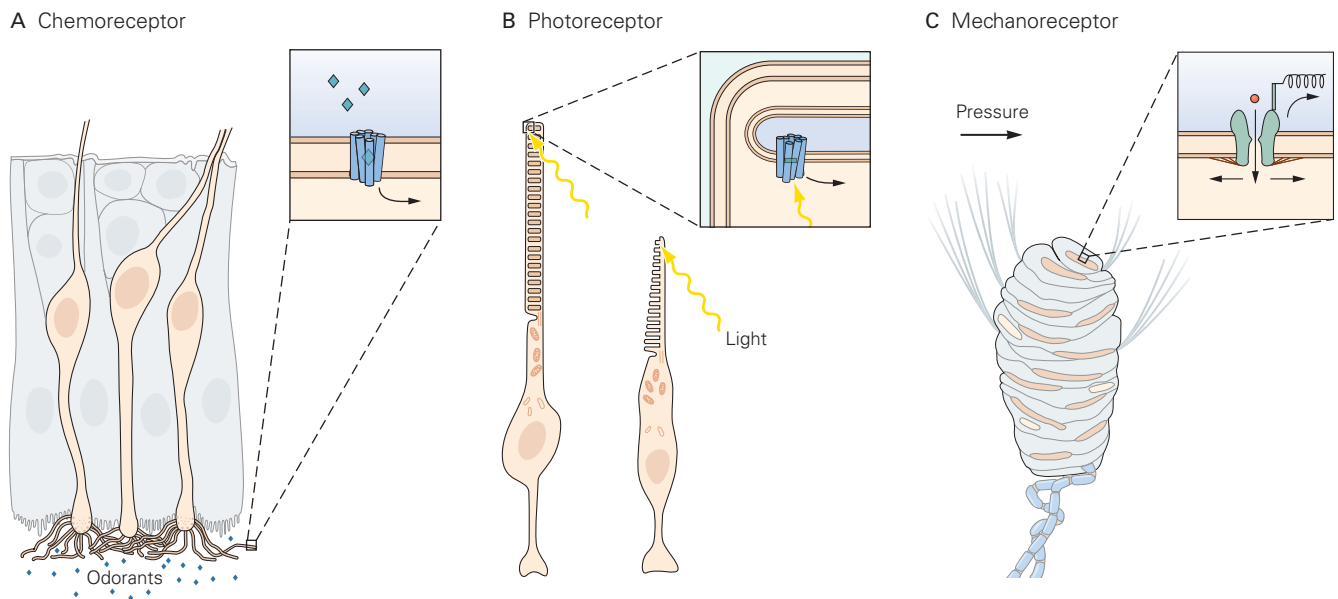 A Chemoreceptor
B Photoreceptor
C Mechanoreceptor
Pressure
Light
Odorants